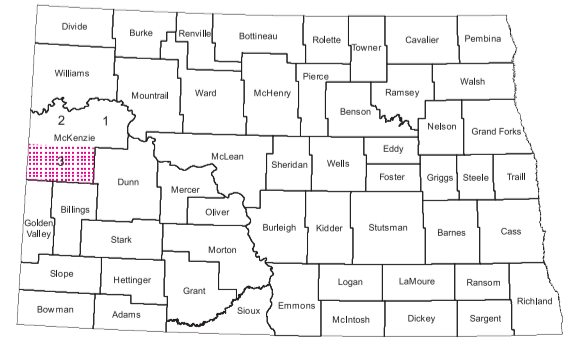 Divide
Burke
Renville
Bottineau
Rolette
Towner
Cavalier
Pembina
Williams
Mountrail
Ward
McHenry
Pierce
Benson
Ramsey
Walsh
2
1
McKenzie
3
Nelson
Grand Forks
McLean
Sheridan
Wells
Eddy
Foster
Griggs
Steele
Traill
Dunn
Mercer
Oliver
Golden
Valley
Billings
Stark
Morton
Burleigh
Kidder
Stutsman
Barnes
Cass
Slope
Hettinger
Grant
Sioux
Emmons
Logan
LaMoure
Ransom
Richland
Bowman
Adams
McIntosh
Dickey
Sargent